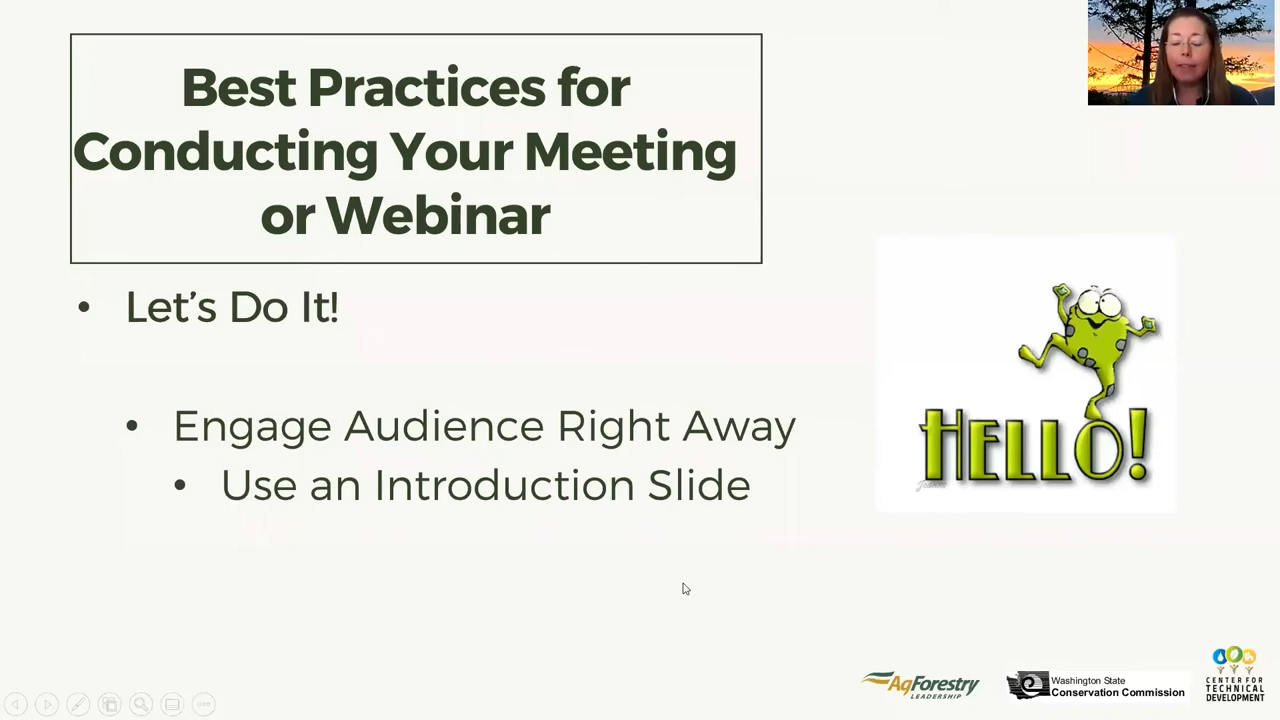 Best Practices for
Conducting Your Meeting
or Webinar
• Let's Do It!
• Engage Audience Right Away
• Use an Introduction Slide
HELLO!
AgForestry
LEADERSHIP
Washington State
Conservation Commission
CENTER FOR
TECHNICAL
DEVELOPMENT